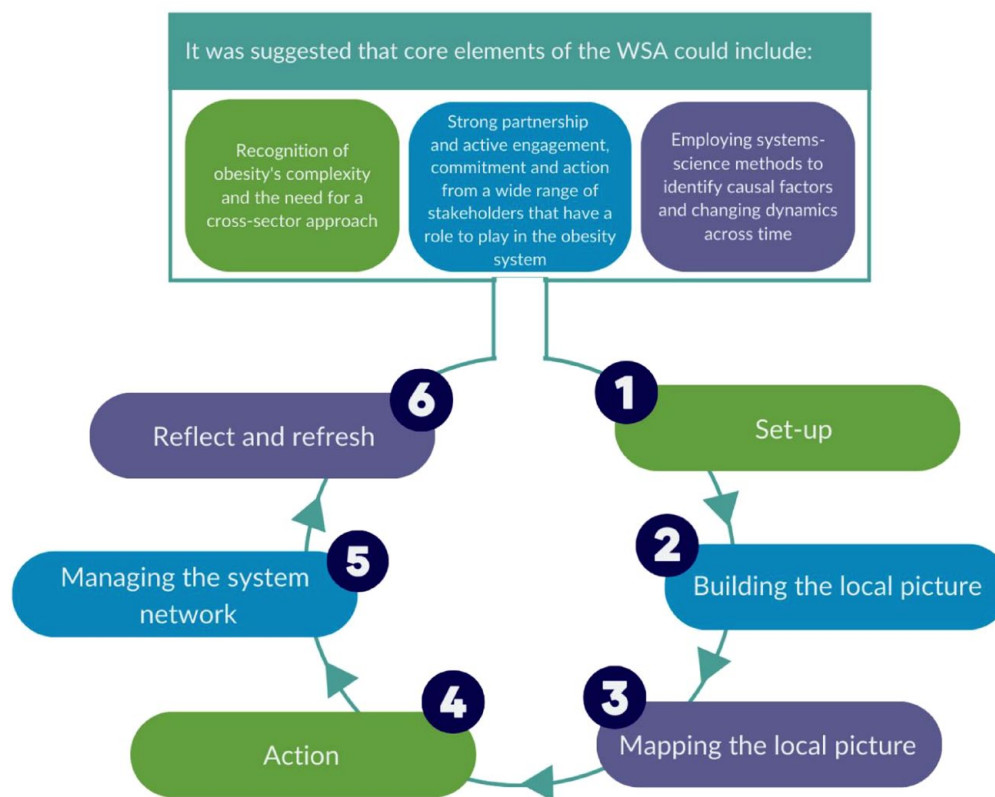 It was suggested that core elements of the WSA could include:
Recognition of
obesity's complexity
and the need for a
cross-sector approach
Strong partnership
and active engagement,
commitment and action
from a wide range of
stakeholders that have a
role to play in the obesity
system
Employing systems-
science methods to
identify causal factors
and changing dynamics
across time
1
Set-up
2
Building the local picture
3
Mapping the local picture
4
Action
5
Managing the system
network
6
Reflect and refresh